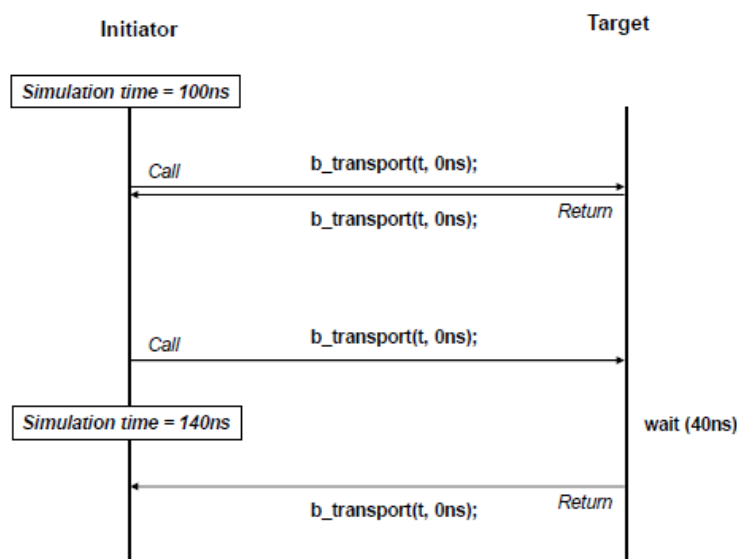 Initiator
Target
Simulation time = 100ns
Call
b_transport(t, 0ns);
b_transport(t, 0ns);
Return
Call
b_transport(t, 0ns);
Simulation time = 140ns
wait (40ns)
b_transport(t, 0ns);
Return